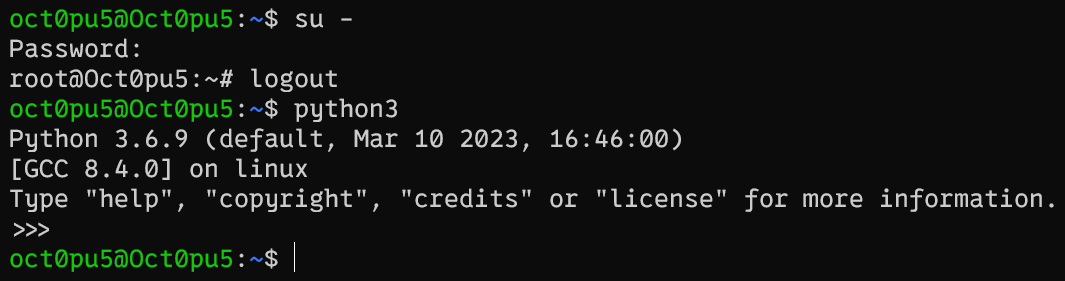 oct0pu5@Oct0pu5:~$ su -
Password:
root@Oct0pu5:~# logout
oct0pu5@Oct0pu5:~$ python3
Python 3.6.9 (default, Mar 10 2023, 16:46:00)
[GCC 8.4.0] on linux
Type "help", "copyright", "credits" or "license" for more information.
>>>
oct0pu5@Oct0pu5:~$